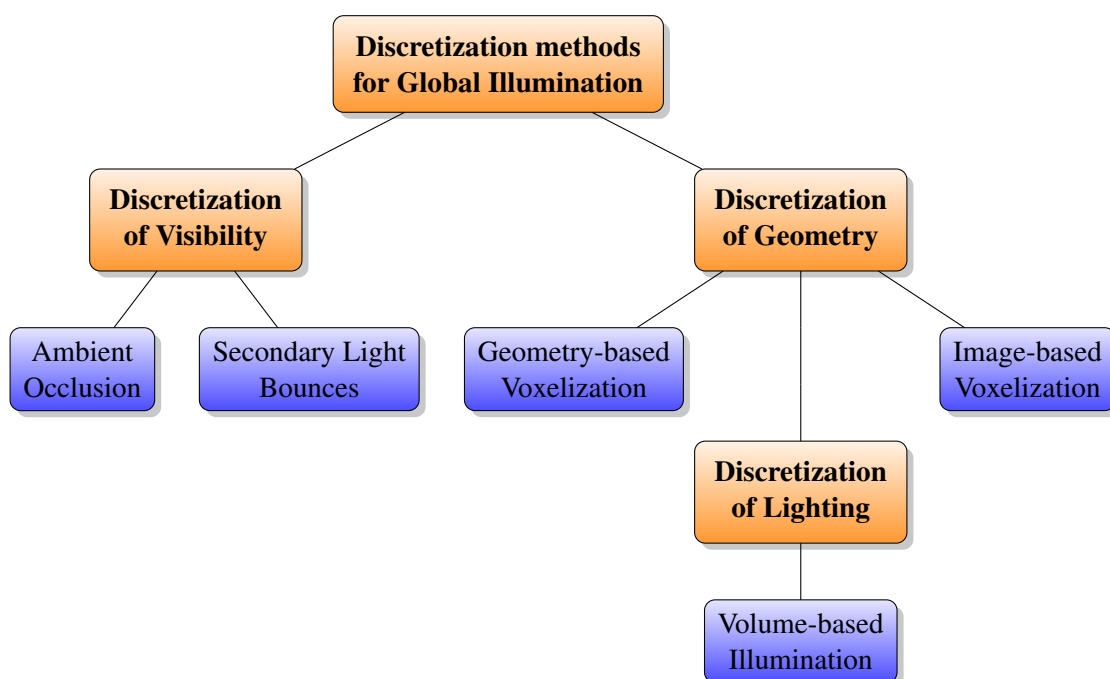 Discretization methods
for Global Illumination
Discretization
of Visibility
Discretization
of Geometry
Ambient
Occlusion
Secondary Light
Bounces
Geometry-based
Voxelization
Image-based
Voxelization
Discretization
of Lighting
Volume-based
Illumination